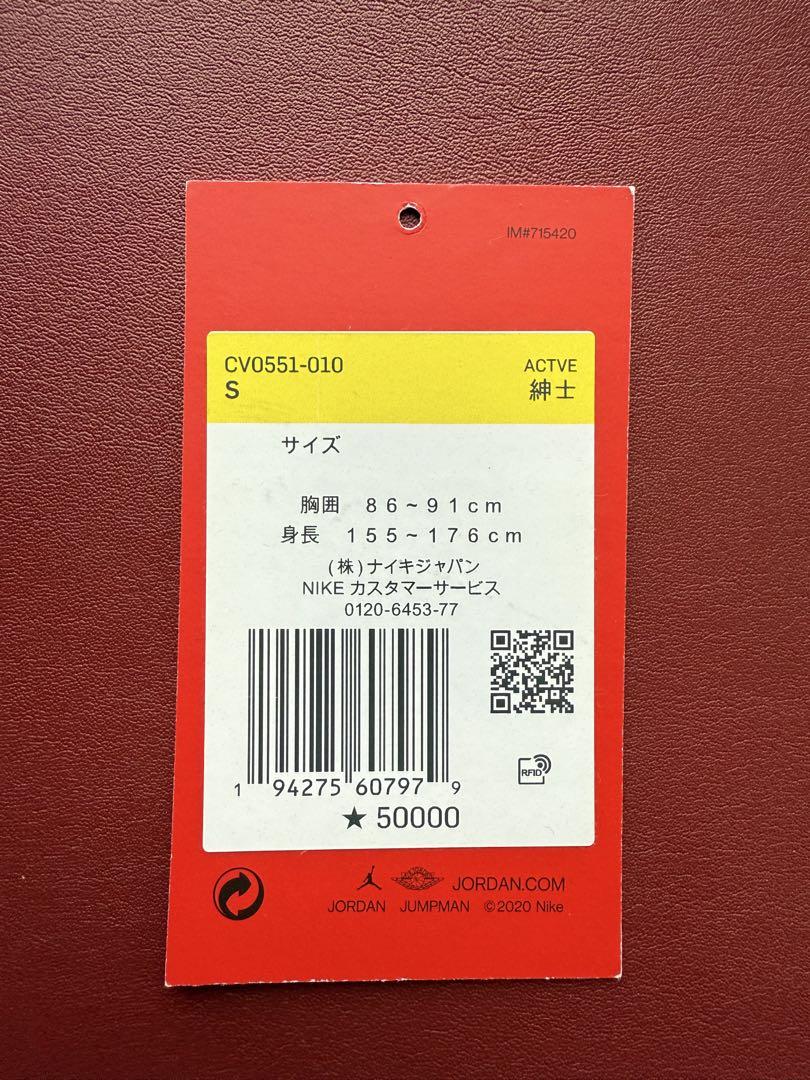 IM#715420
CV0551-010 ACTVE
S 紳士
サイズ
胸囲 86~91cm
身長 155~176cm
(株)ナイキジャパン
NIKE カスタマーサービス
0120-6453-77
RFID
1 94275 60797 9
★ 50000
JORDAN.COM
JORDAN JUMPMAN ©2020 Nike